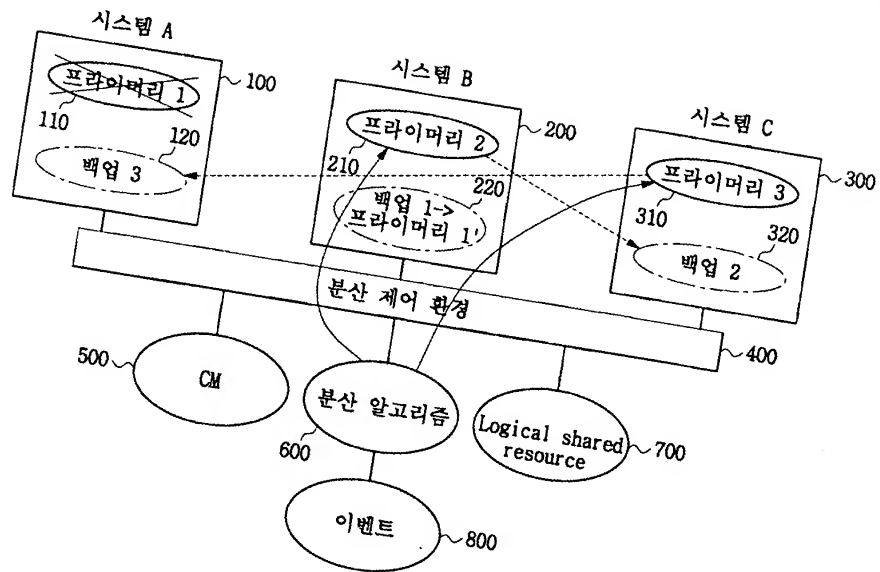 시스템 A
프라이머리 1
100
110
120
백업 3
시스템 B
프라이머리 2
200
210
220
백업 1->
프라이머리 1'
시스템 C
프라이머리 3
300
310
320
백업 2
분산 제어 환경
400
500
CM
분산 알고리즘
600
Logical shared
resource
700
이벤트
800